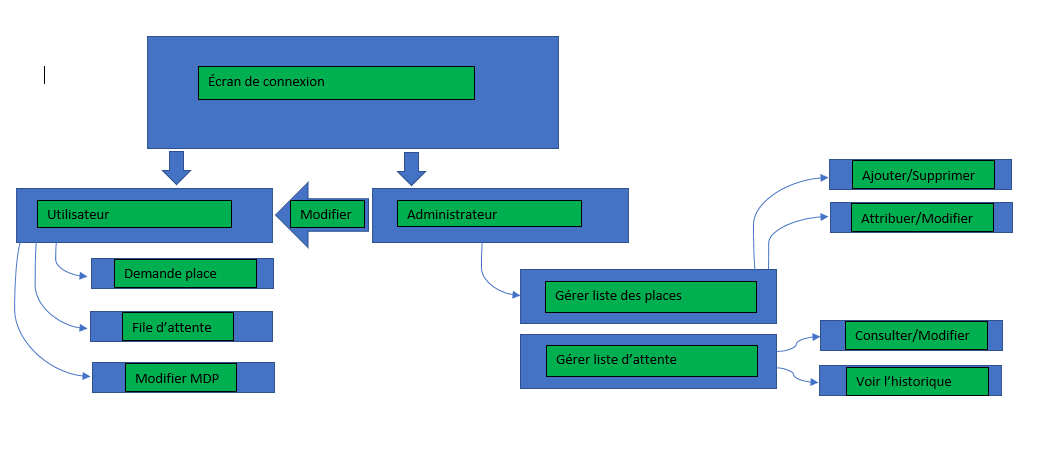 Écran de connexion
Utilisateur
Modifier
Administrateur
Ajouter/Supprimer
Attribuer/Modifier
Demande place
File d'attente
Modifier MDP
Gérer liste des places
Gérer liste d'attente
Consulter/Modifier
Voir l'historique